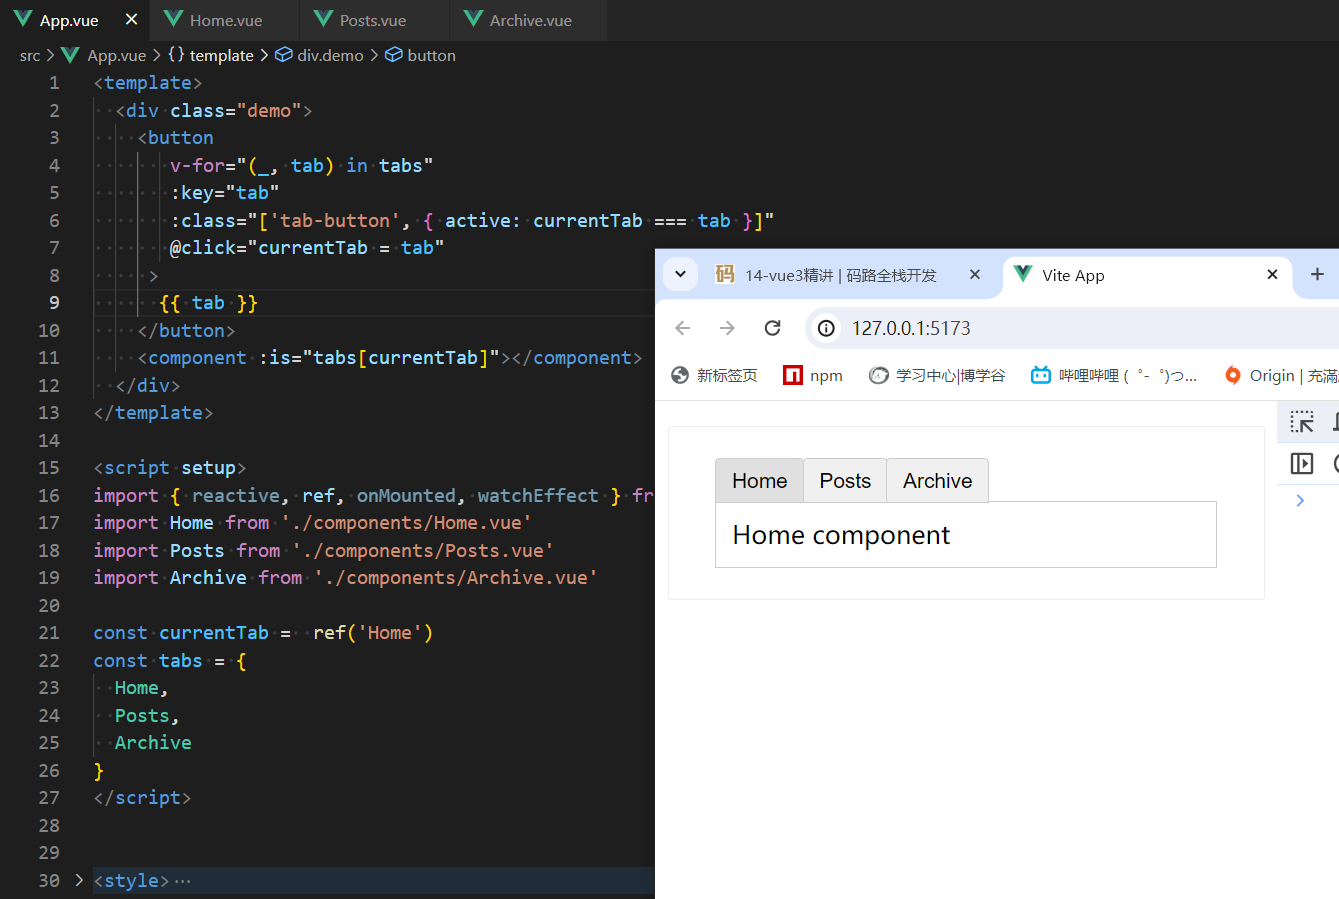 App.vue Home.vue Posts.vue Archive.vue
src App.vue {} template div.demo button
1 <template>
2 <div class="demo">
3 <button
4 v-for="(_, tab) in tabs"
5 :key="tab"
6 :class="['tab-button', { active: currentTab === tab }]"
7 @click="currentTab = tab"
8 >
9 {{ tab }}
10 </button>
11 <component :is="tabs[currentTab]"></component>
12 </div>
13 </template>
14
15 <script setup>
16 import { reactive, ref, onMounted, watchEffect } fr
17 import Home from './components/Home.vue'
18 import Posts from './components/Posts.vue'
19 import Archive from './components/Archive.vue'
20
21 const currentTab = ref('Home')
22 const tabs = {
23 Home,
24 Posts,
25 Archive
26 }
27 </script>
28
29
30 <style>…
码 14-vue3精讲 | 码路全栈开发 Vite App
127.0.0.1:5173
新标签页 npm 学习中心|博学谷 哔哩哔哩 ( ゜- ゜)つ... Origin | 充满
Home Posts Archive
Home component